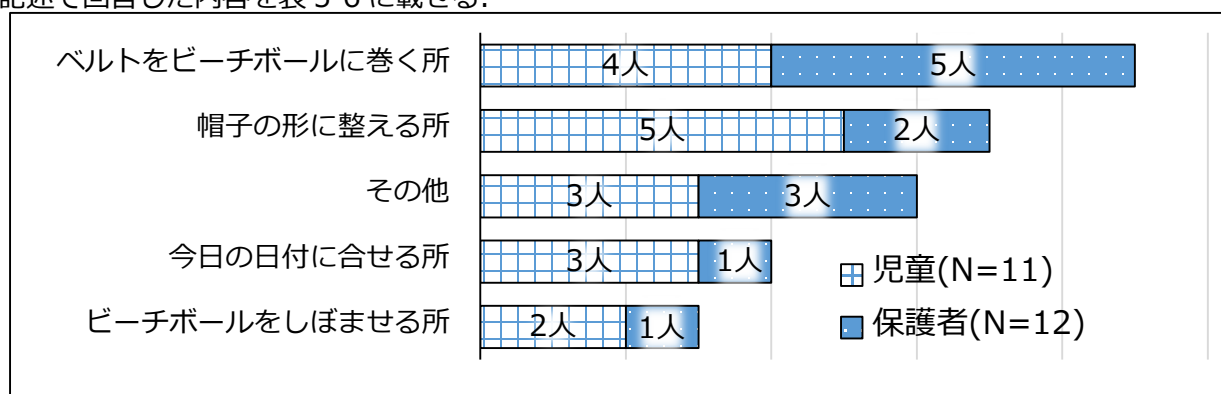 記述で回答した内容を表 3-6 に載せる.
ベルトをビーチボールに巻く所 4人 5人
帽子の形に整える所 5人 2人
その他 3人 3人
今日の日付に合せる所 3人 1人
児童(N=11)
ビーチボールをしぼませる所 2人 1人
保護者(N=12)